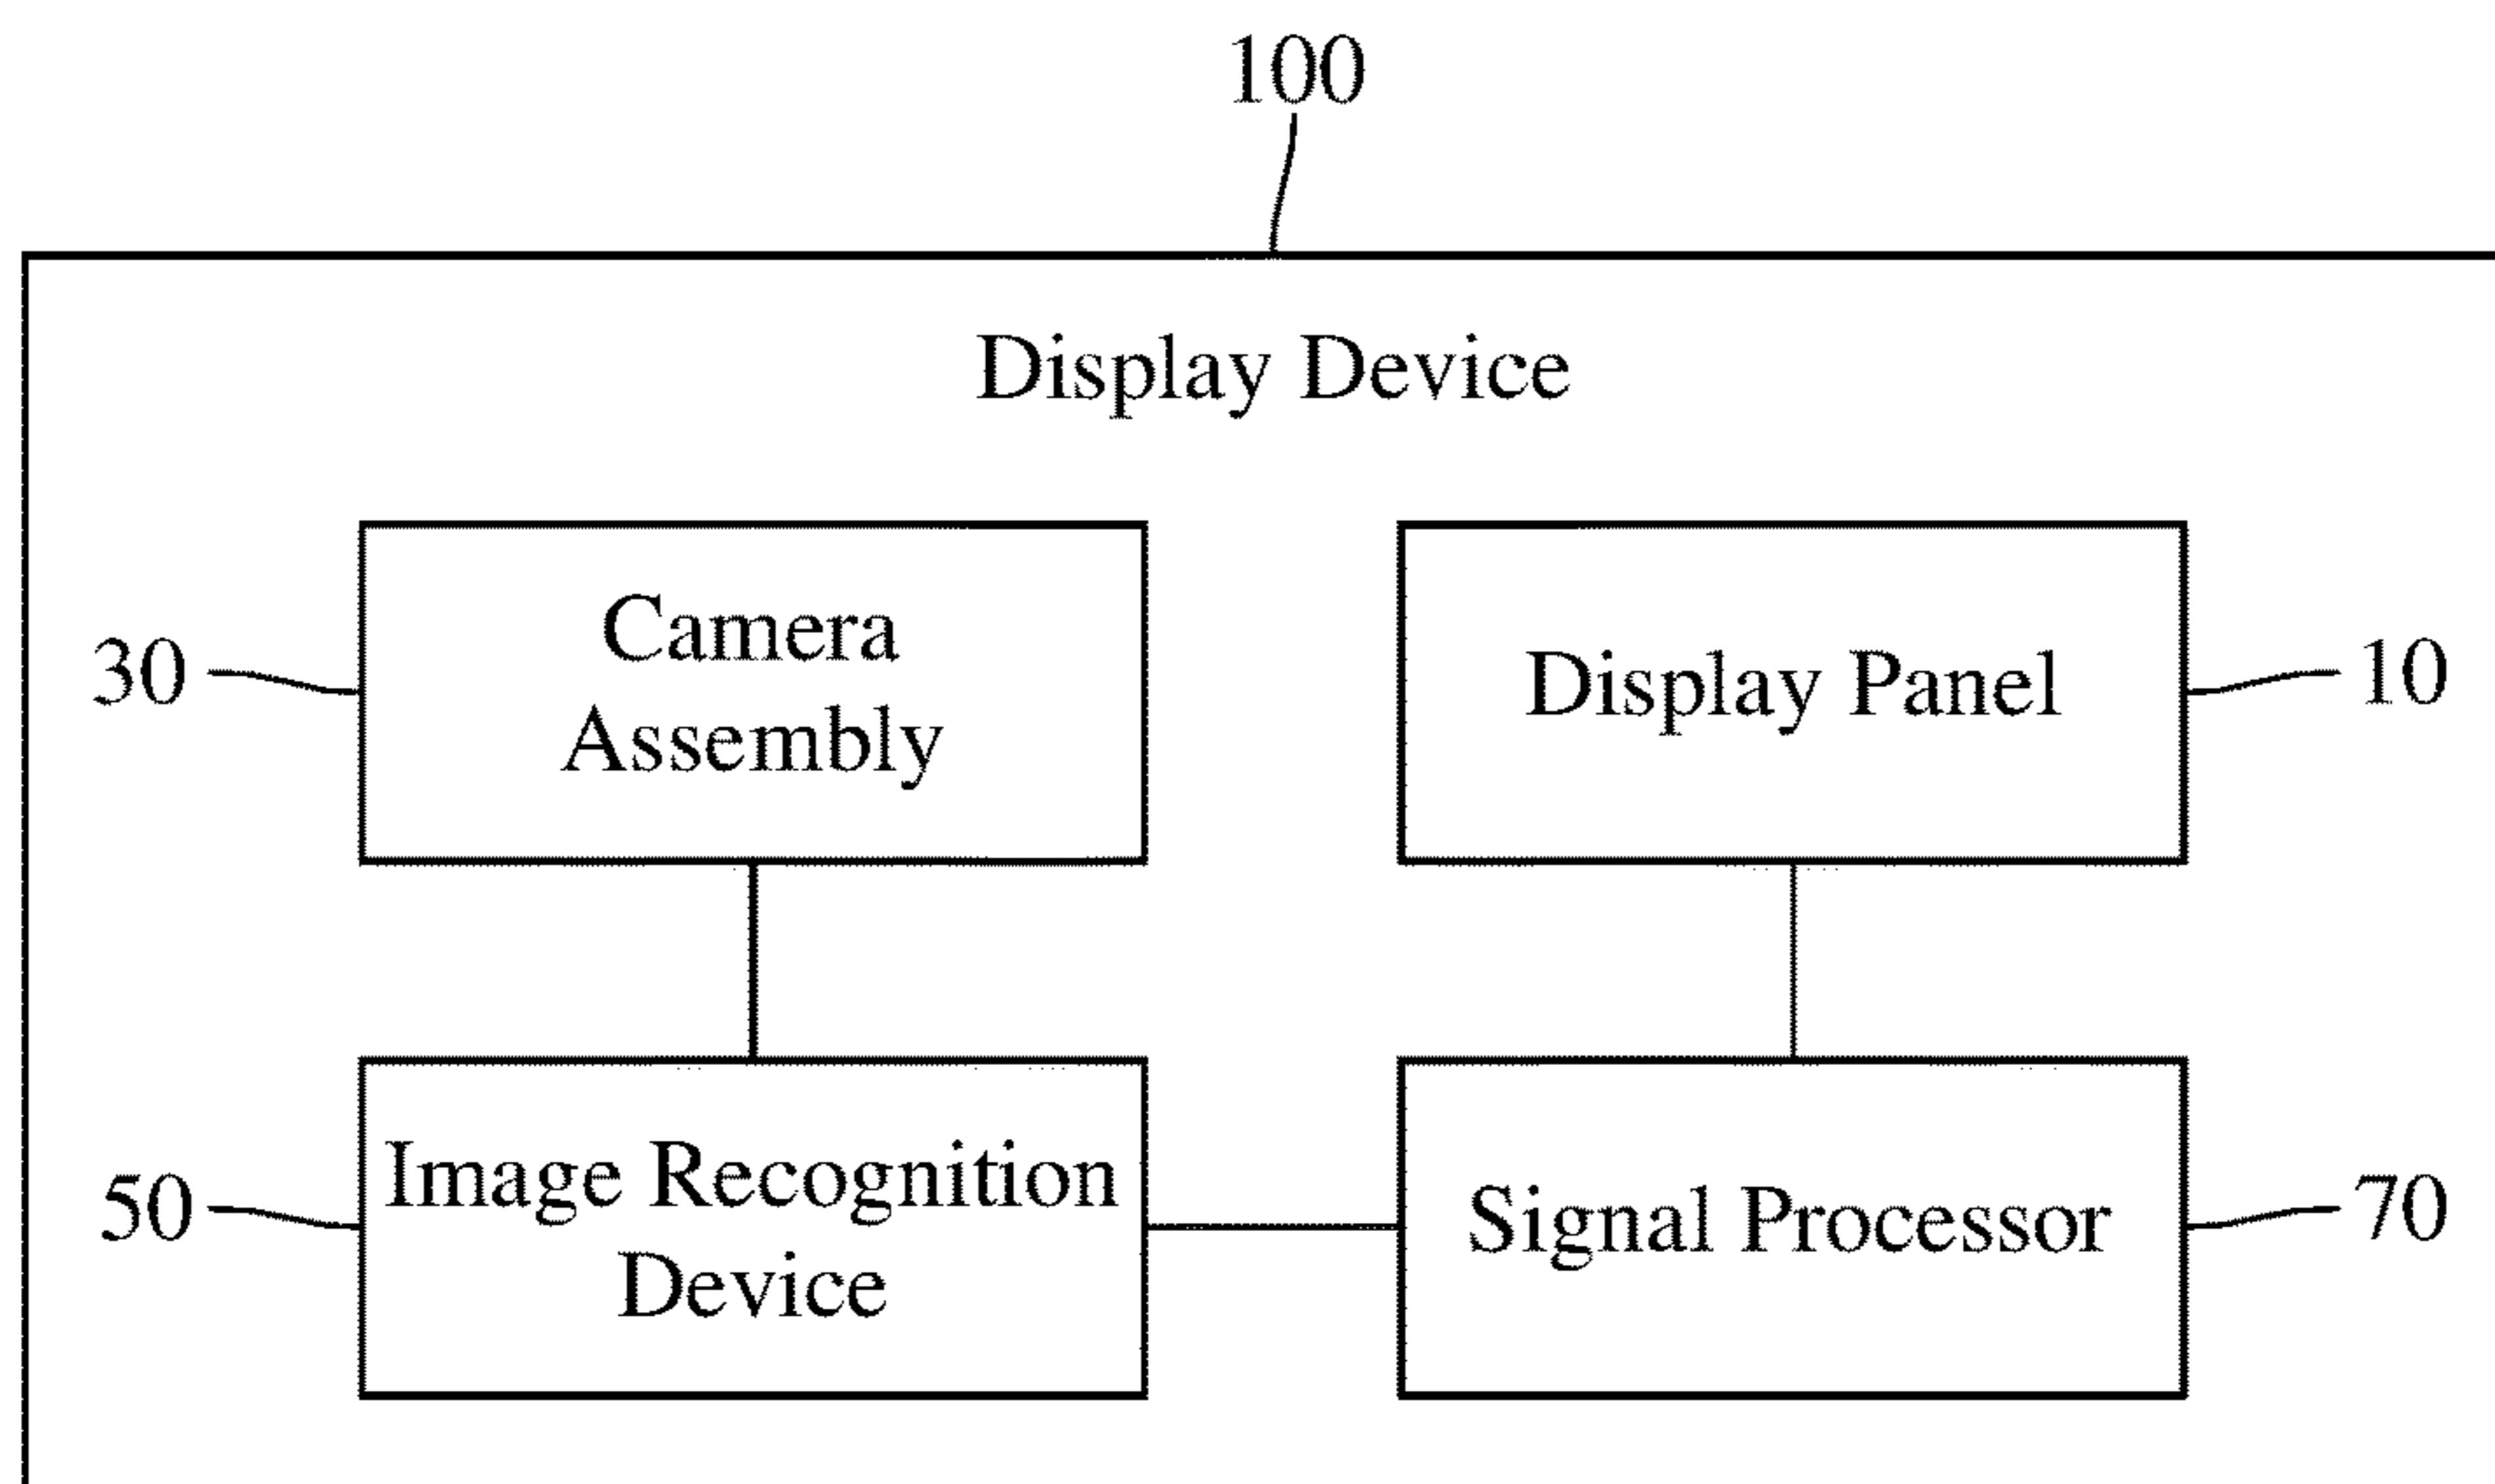 100
Display Device
Camera
Assembly
30
Display Panel
10
Image Recognition
Device
50
Signal Processor
70